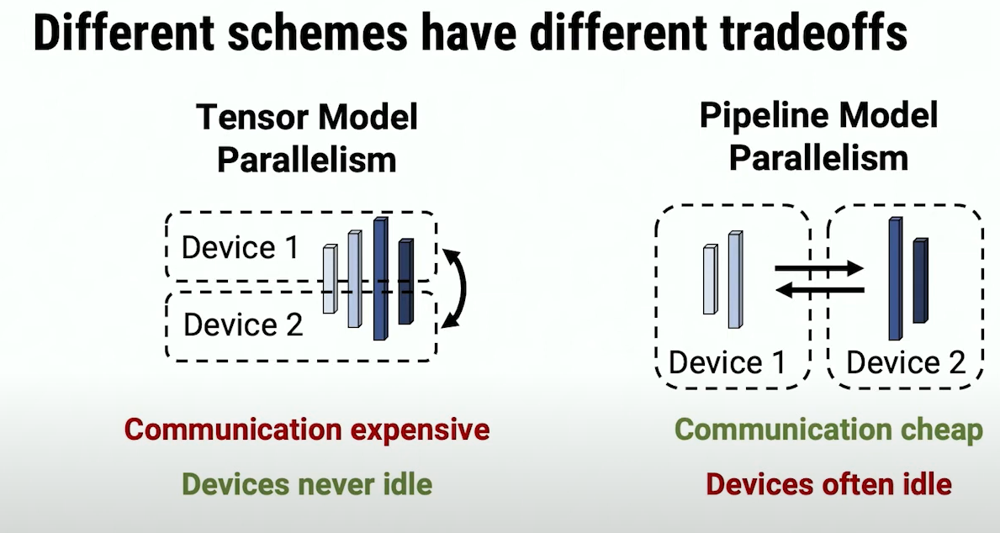 Different schemes have different tradeoffs
Tensor Model
Parallelism
Device 1
Device 2
Communication expensive
Devices never idle
Pipeline Model
Parallelism
Device 1
Device 2
Communication cheap
Devices often idle